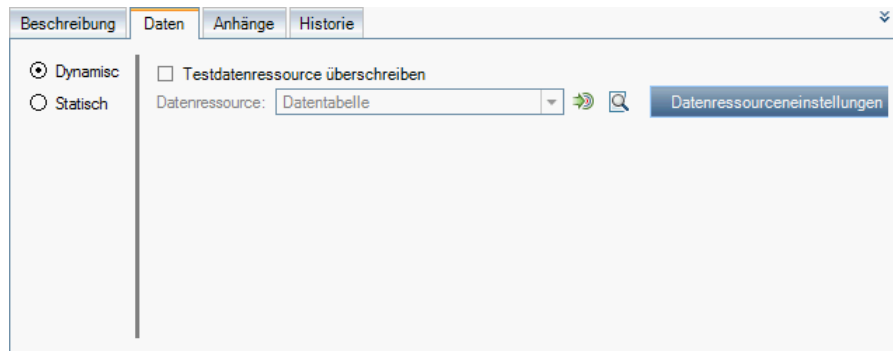 Beschreibung Daten Anhänge Historie
Dynamisc
Testdatenressource überschreiben
Statisch
Datenressource: Datentabelle
Datenressourceneinstellungen